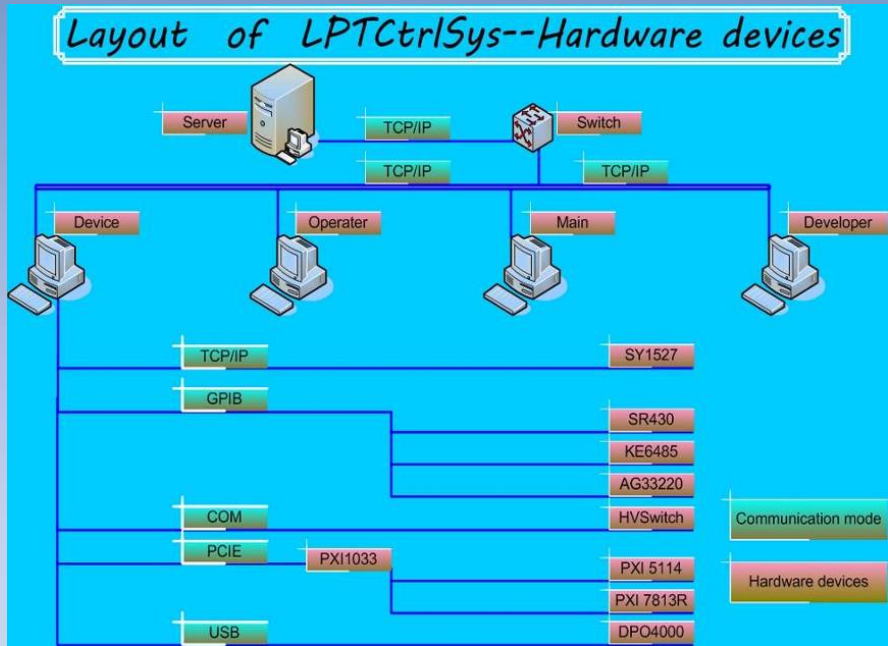 Layout of LPTCtrlSys--Hardware devices
Server
TCP/IP
Switch
TCP/IP
TCP/IP
Device
Operater
Main
Developer
TCP/IP
SY1527
GPIB
SR430
KE6485
AG33220
COM
HVSwitch
Communication mode
PCIE
PXI1033
PXI 5114
Hardware devices
PXI 7813R
USB
DPO4000